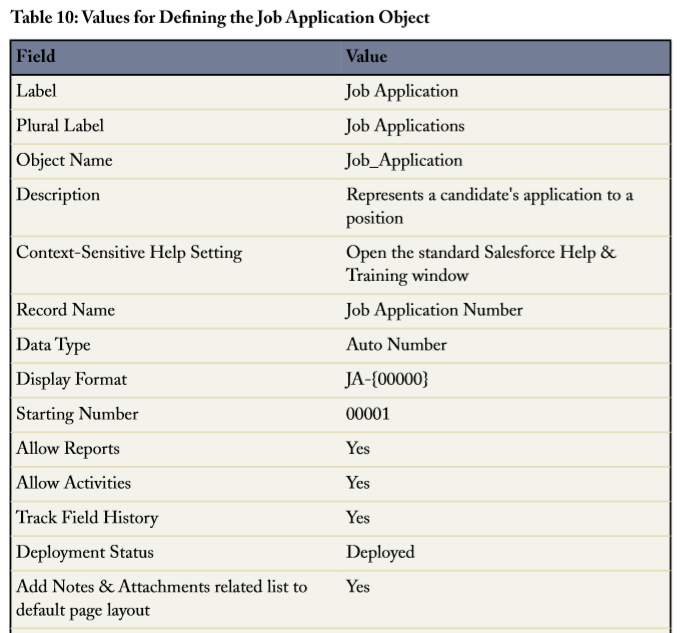 Table 10: Values for Defining the Job Application Object
Field Value
Label Job Application
Plural Label Job Applications
Object Name Job_Application
Description Represents a candidate's application to a
position
Context-Sensitive Help Setting Open the standard Salesforce Help &
Training window
Record Name Job Application Number
Data Type Auto Number
Display Format JA-{00000}
Starting Number 00001
Allow Reports Yes
Allow Activities Yes
Track Field History Yes
Deployment Status Deployed
Add Notes & Attachments related list to Yes
default page layout